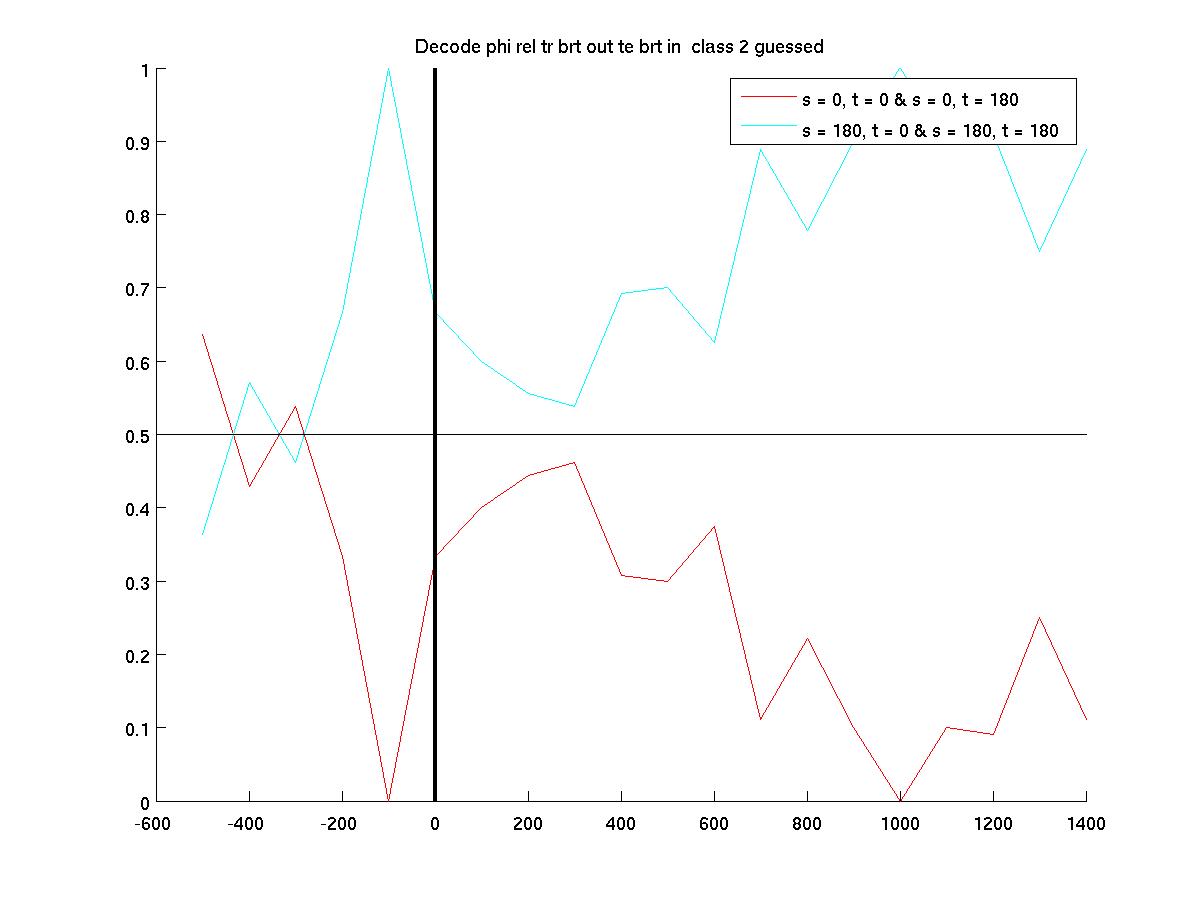 Decode phi rel tr brt out te brt in  class 2 guessed
s = 0, t = 0 & s = 0, t = 180
s = 180, t = 0 & s = 180, t = 180
1
0.9
0.8
0.7
0.6
0.5
0.4
0.3
0.2
0.1
0
-600 -400 -200 0 200 400 600 800 1000 1200 1400